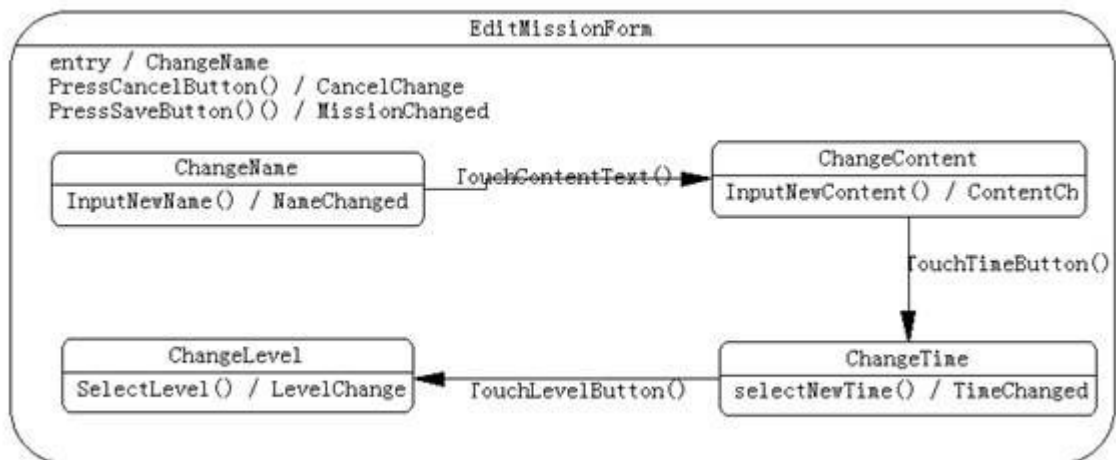 EditMissionForm
entry / ChangeName
PressCancelButton() / CancelChange
PressSaveButton()() / MissionChanged
ChangeName
InputNewName() / NameChanged
TouchContentText()
ChangeContent
InputNewContent() / ContentCh
TouchTimeButton()
ChangeLevel
SelectLevel() / LevelChange
TouchLevelButton()
ChangeTime
selectNewTime() / TimeChanged